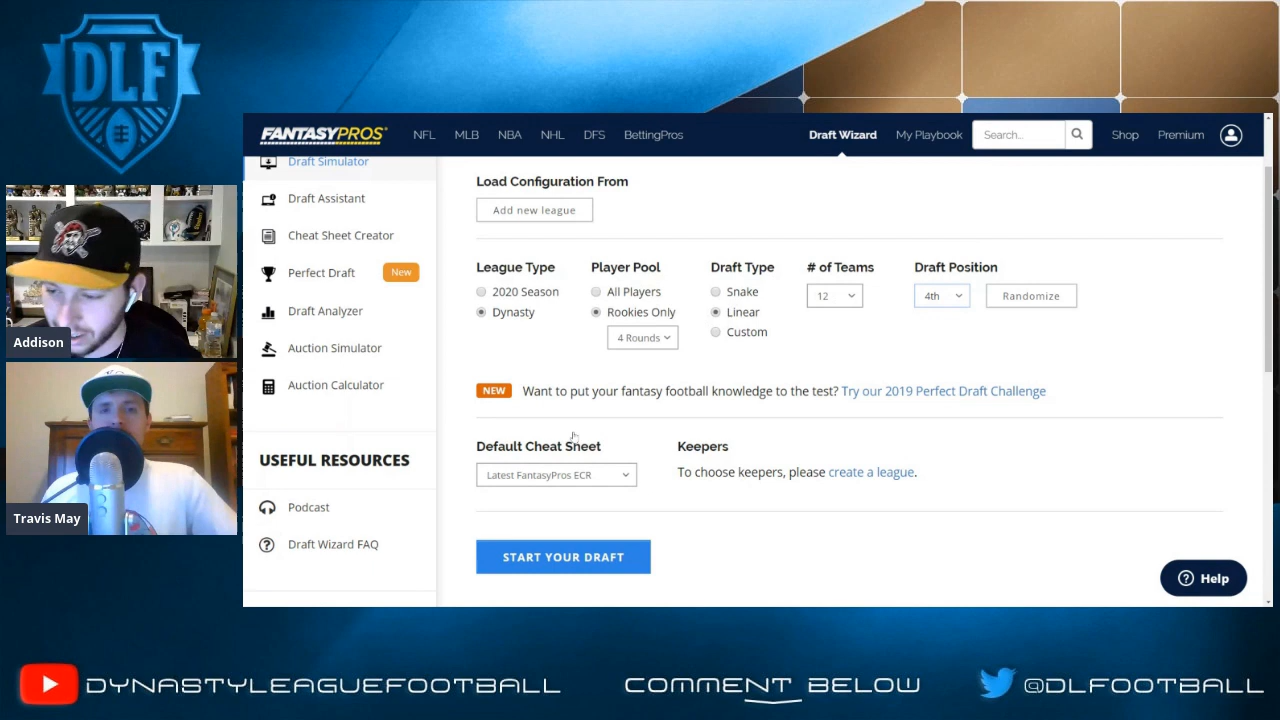 DLF
FANTASYPROS
NFL MLB NBA NHL DFS BettingPros Draft Wizard My Playbook Search... Shop Premium
Draft Simulator
Draft Assistant
Cheat Sheet Creator
Perfect Draft New
Draft Analyzer
Auction Simulator
Auction Calculator
USEFUL RESOURCES
Podcast
Draft Wizard FAQ
Load Configuration From
Add new league
League Type Player Pool Draft Type # of Teams Draft Position
2020 Season All Players Snake 12 4th Randomize
Dynasty Rookies Only Linear
4 Rounds Custom
NEW Want to put your fantasy football knowledge to the test? Try our 2019 Perfect Draft Challenge
Default Cheat Sheet Keepers
Latest FantasyPros ECR To choose keepers, please create a league.
START YOUR DRAFT
Help
Addison
Travis May
DYNASTYLEAGUEFOOTBALL COMMENT BELOW @DLFOOTBALL